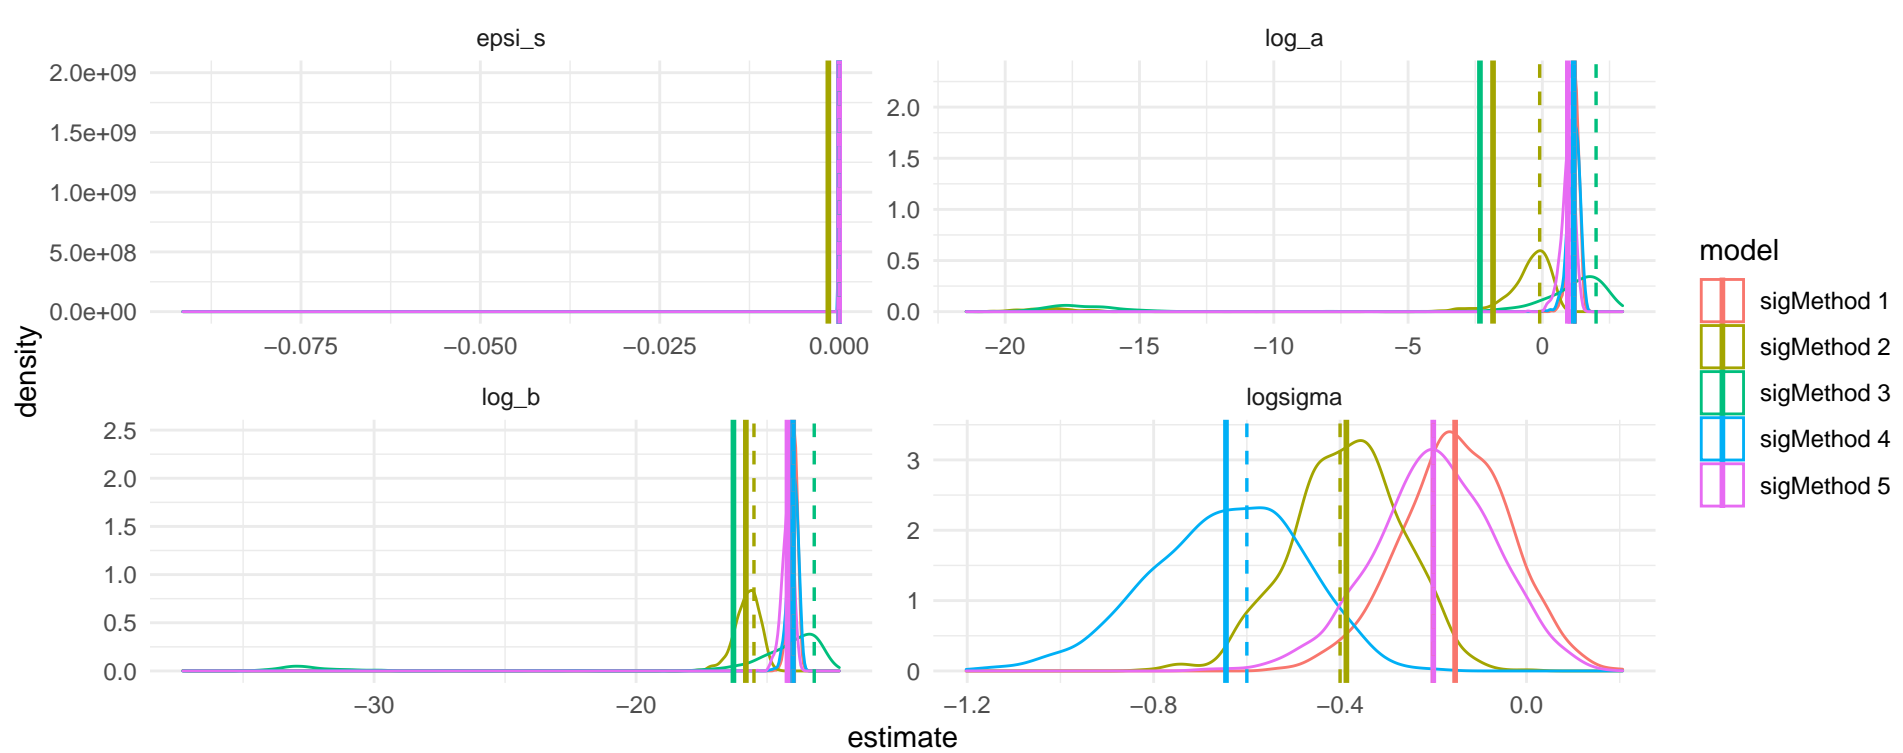 epsi_s
log_a
2.0e+09
1.5e+09
1.0e+09
5.0e+08
0.0e+00
−0.075 −0.050 −0.025 0.000
2.0
1.5
1.0
0.5
0.0
−20 −15 −10 −5 0
log_b
logsigma
2.5
2.0
1.5
1.0
0.5
0.0
−30 −20
3
2
1
0
−1.2 −0.8 −0.4 0.0
density
estimate
model
sigMethod 1
sigMethod 2
sigMethod 3
sigMethod 4
sigMethod 5